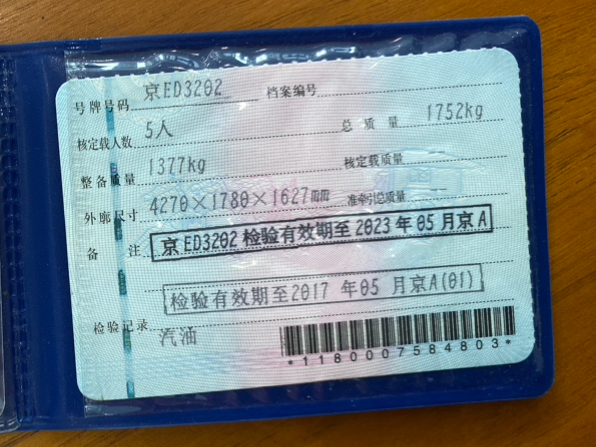 号牌号码 京ED3202 档案编号
核定载人数 5人 总质量 1752kg
整备质量 1377kg 核定载质量
外廓尺寸 4270×1780×1627mm 准牵引总质量
备注 京ED3202检验有效期至2023年05月京A
检验有效期至2017年05月京A(01)
检验记录 汽油
*1180007584803*